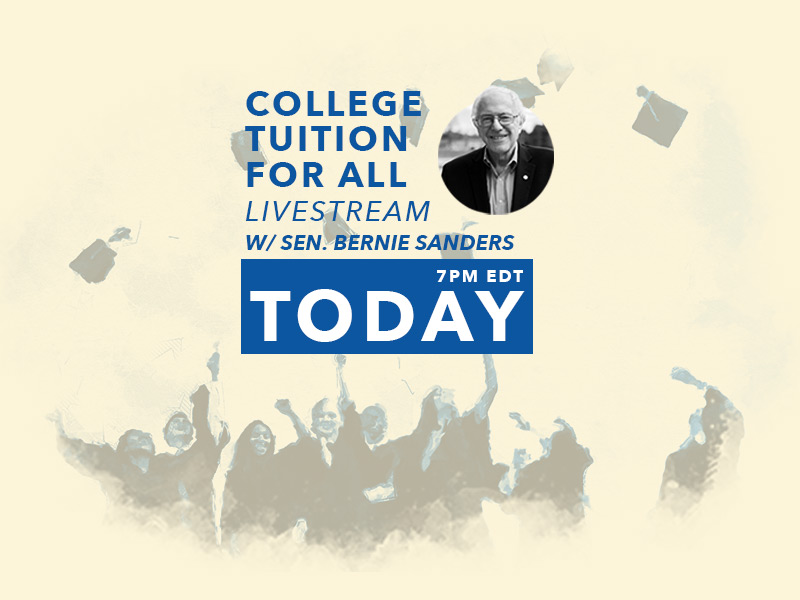 COLLEGE
TUITION
FOR ALL
LIVESTREAM
W/ SEN. BERNIE SANDERS
7PM EDT
TODAY